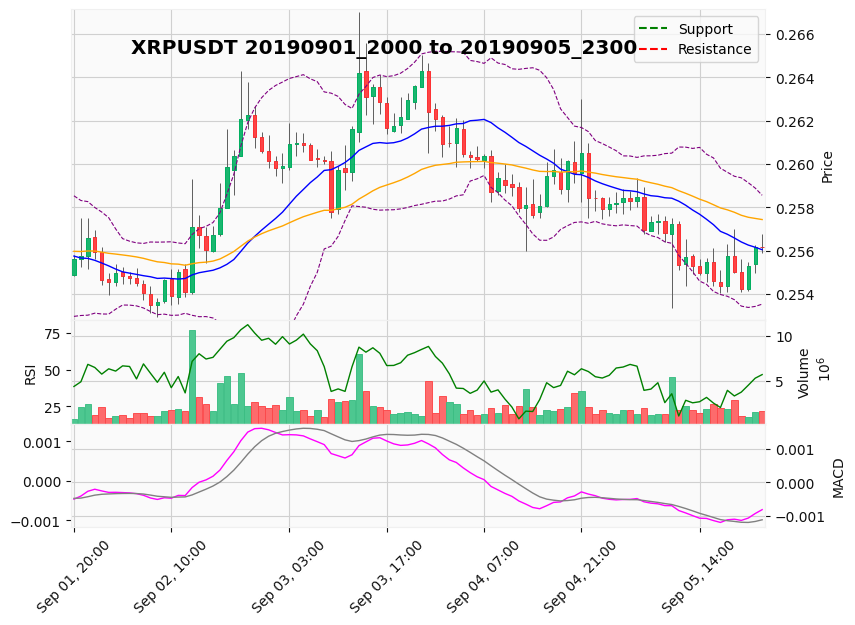 XRPUSDT 20190901_2000 to 20190905_2300
Support
Resistance
0.266
0.264
0.262
0.260
0.258
0.256
0.254
Price
75
50
25
RSI
10
5
Volume
10^6
0.001
0.000
−0.001
0.001
0.000
−0.001
MACD
Sep 01, 20:00
Sep 02, 10:00
Sep 03, 03:00
Sep 03, 17:00
Sep 04, 07:00
Sep 04, 21:00
Sep 05, 14:00